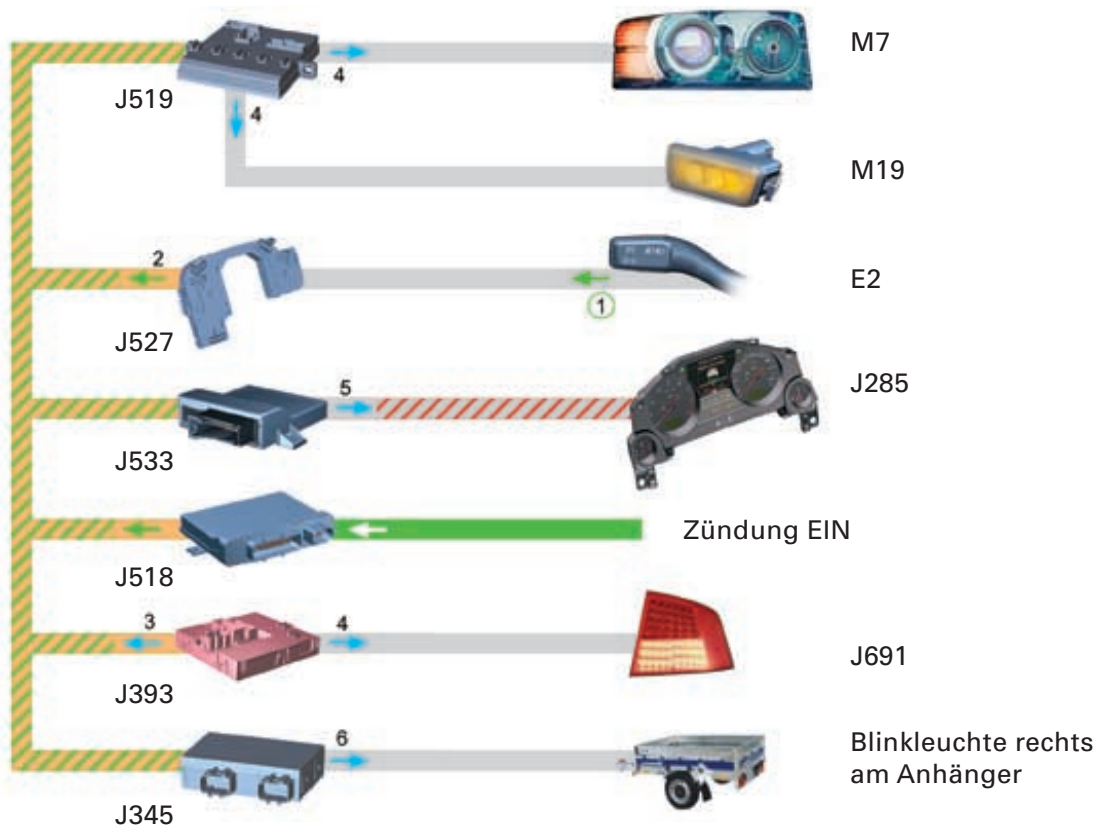 M7
4
J519
4
M19
2
E2
1
J527
5
J285
J533
Zündung EIN
J518
3
4
J691
J393
6
Blinkleuchte rechts
am Anhänger
J345